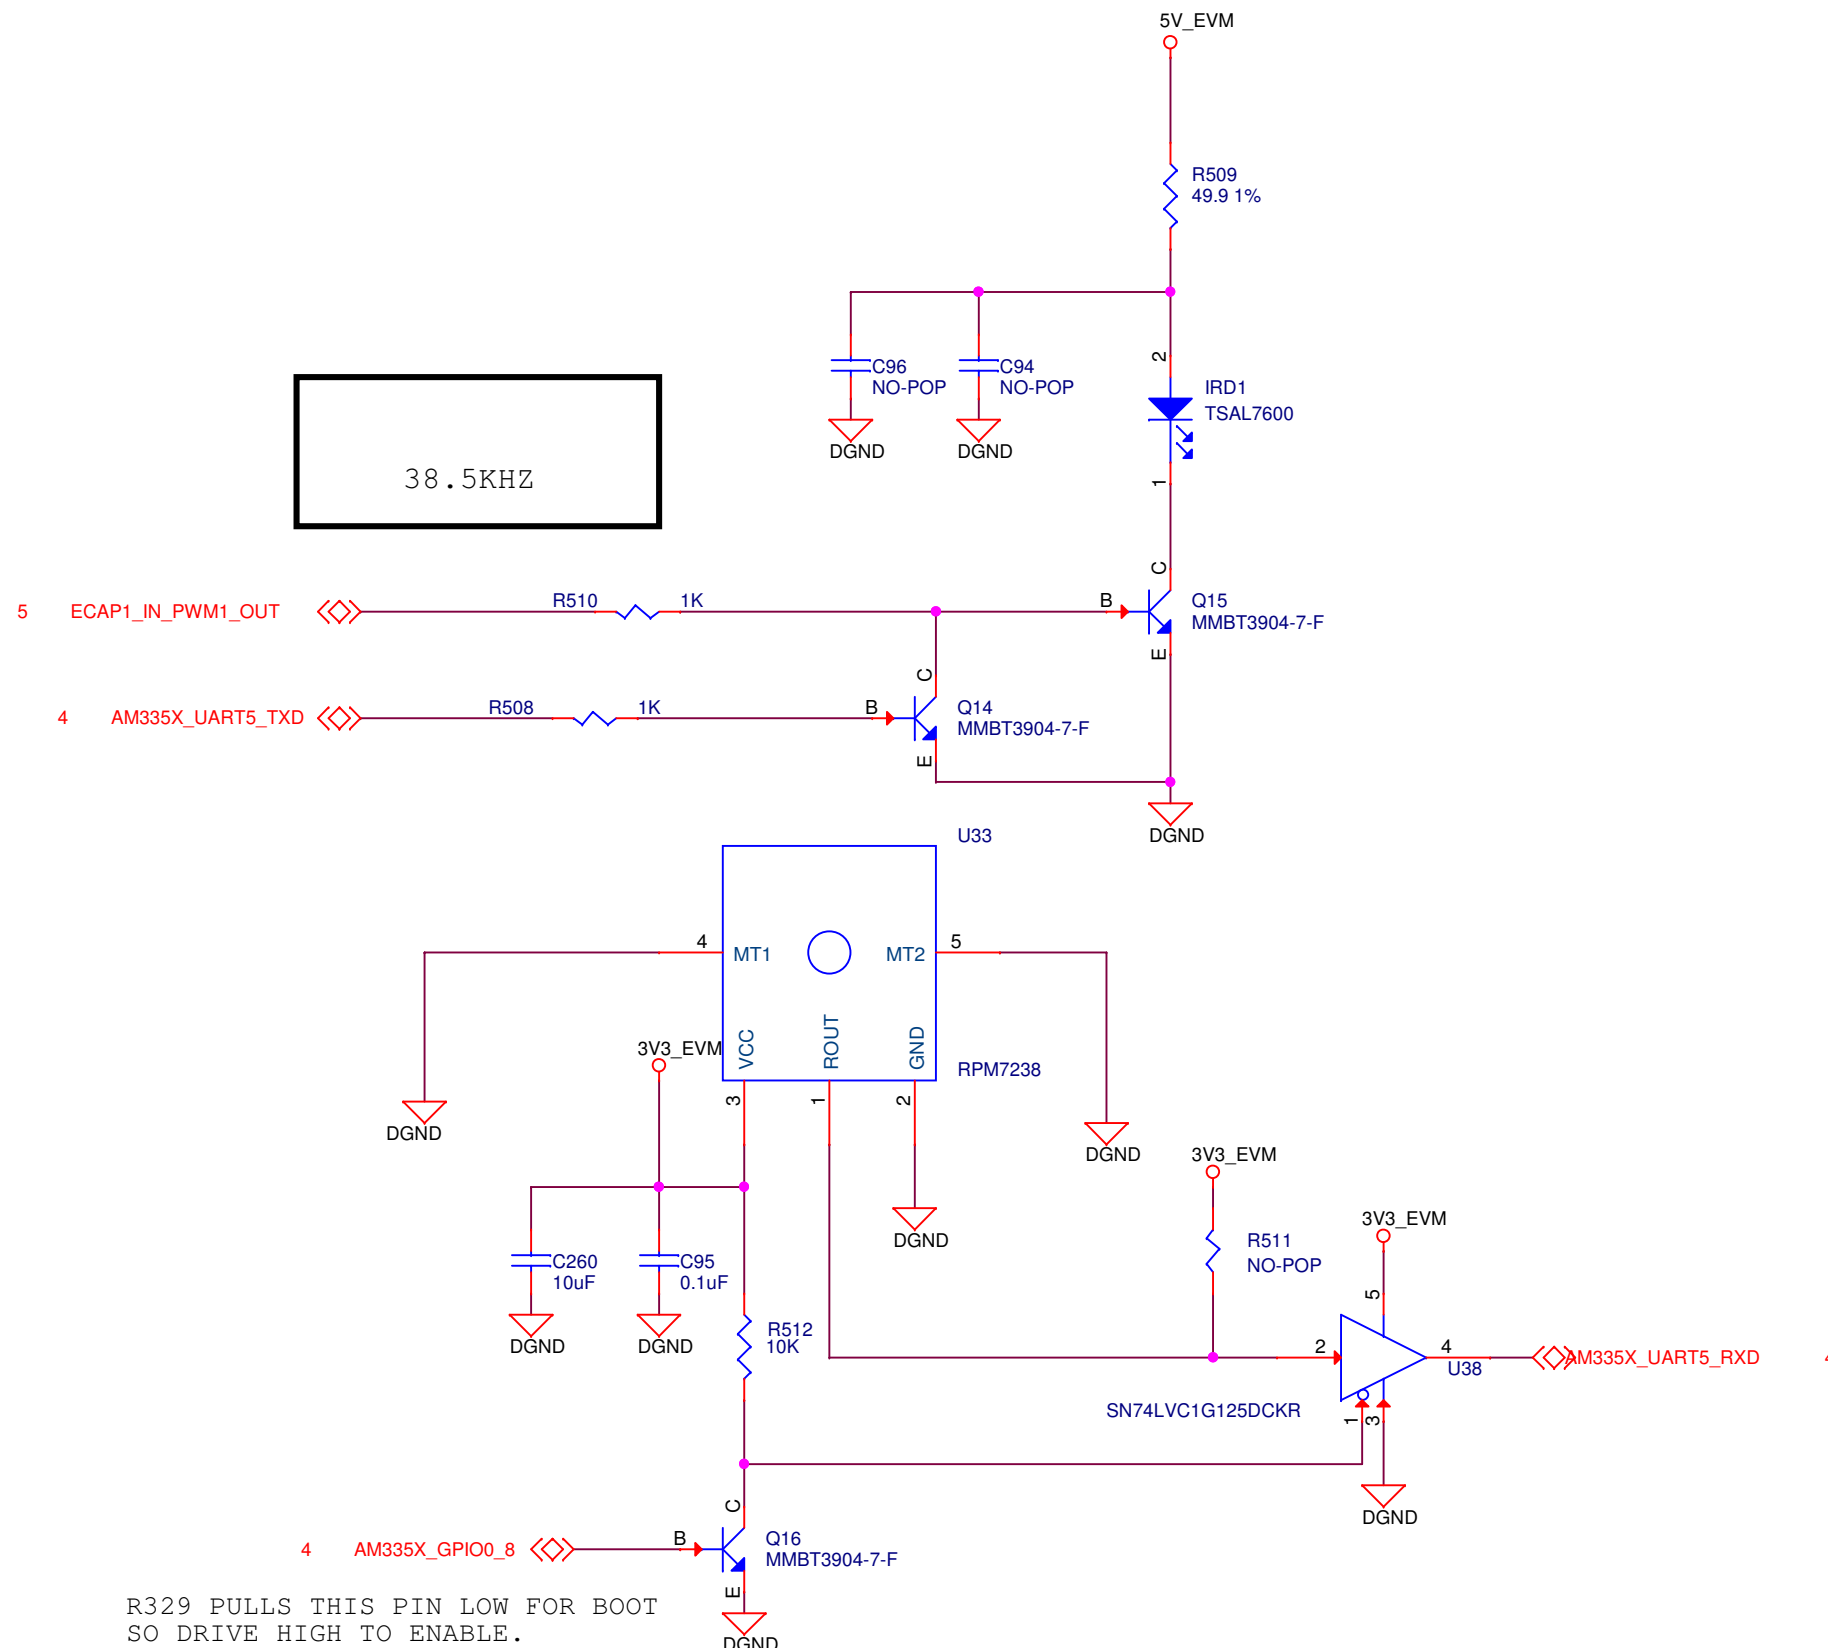 5V_EVM
R509
49.9 1%
2
C96
NO-POP
C94
NO-POP
IRD1
TSAL7600
DGND
DGND
38.5KHZ
1
C
5 ECAP1_IN_PWM1_OUT
R510 1K
B
Q15
MMBT3904-7-F
E
C
4 AM335X_UART5_TXD
R508 1K
B
Q14
MMBT3904-7-F
E
DGND
U33
4
MT1
MT2
5
VCC
ROUT
GND
3V3_EVM
RPM7238
3
1
2
DGND
DGND
3V3_EVM
DGND
3V3_EVM
R511
NO-POP
C260
10uF
C95
0.1uF
5
R512
10K
DGND
DGND
2
4
U38
AM335X_UART5_RXD
SN74LVC1G125DCKR
1
3
C
DGND
4 AM335X_GPIO0_8
B
Q16
MMBT3904-7-F
E
R329 PULLS THIS PIN LOW FOR BOOT
SO DRIVE HIGH TO ENABLE.
DGND